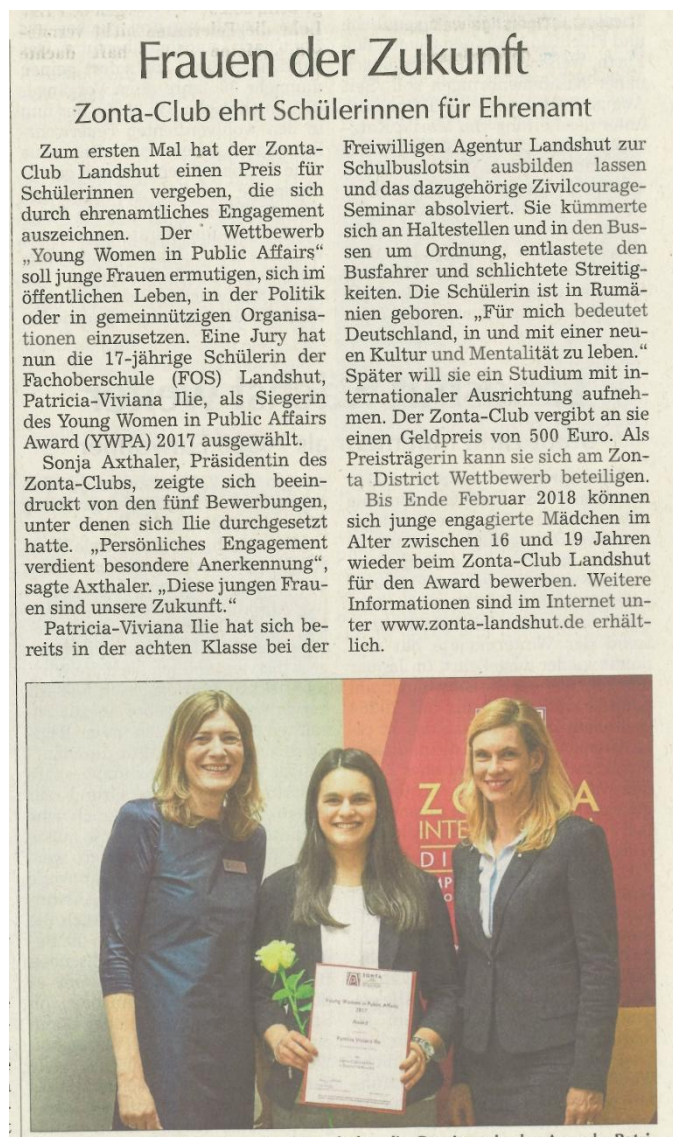 Frauen der Zukunft
Zonta-Club ehrt Schülerinnen für Ehrenamt
Zum ersten Mal hat der Zonta-
Club Landshut einen Preis für
Schülerinnen vergeben, die sich
durch ehrenamtliches Engagement
auszeichnen. Der Wettbewerb
„Young Women in Public Affairs“
soll junge Frauen ermutigen, sich im
öffentlichen Leben, in der Politik
oder in gemeinnützigen Organisa-
tionen einzusetzen. Eine Jury hat
nun die 17-jährige Schülerin der
Fachoberschule (FOS) Landshut,
Patricia-Viviana Ilie, als Siegerin
des Young Women in Public Affairs
Award (YWPA) 2017 ausgewählt.
Sonja Axthaler, Präsidentin des
Zonta-Clubs, zeigte sich beein-
druckt von den fünf Bewerbungen,
unter denen sich Ilie durchgesetzt
hatte. „Persönliches Engagement
verdient besondere Anerkennung“,
sagte Axthaler. „Diese jungen Frau-
en sind unsere Zukunft.“
Patricia-Viviana Ilie hat sich be-
reits in der achten Klasse bei der
Freiwilligen Agentur Landshut zur
Schulbuslotsin ausbilden lassen
und das dazugehörige Zivilcourage-
Seminar absolviert. Sie kümmerte
sich an Haltestellen und in den Bus-
sen um Ordnung, entlastete den
Busfahrer und schlichtete Streitig-
keiten. Die Schülerin ist in Rumä-
nien geboren. „Für mich bedeutet
Deutschland, in und mit einer neu-
en Kultur und Mentalität zu leben.“
Später will sie ein Studium mit in-
ternationaler Ausrichtung aufneh-
men. Der Zonta-Club vergibt an sie
einen Geldpreis von 500 Euro. Als
Preisträgerin kann sie sich am Zon-
ta District Wettbewerb beteiligen.
Bis Ende Februar 2018 können
sich junge engagierte Mädchen im
Alter zwischen 16 und 19 Jahren
wieder beim Zonta-Club Landshut
für den Award bewerben. Weitere
Informationen sind im Internet un-
ter www.zonta-landshut.de erhält-
lich.
ZO A
INTE
DI
ZONTA
Young Women in Public Affairs
2017
Award